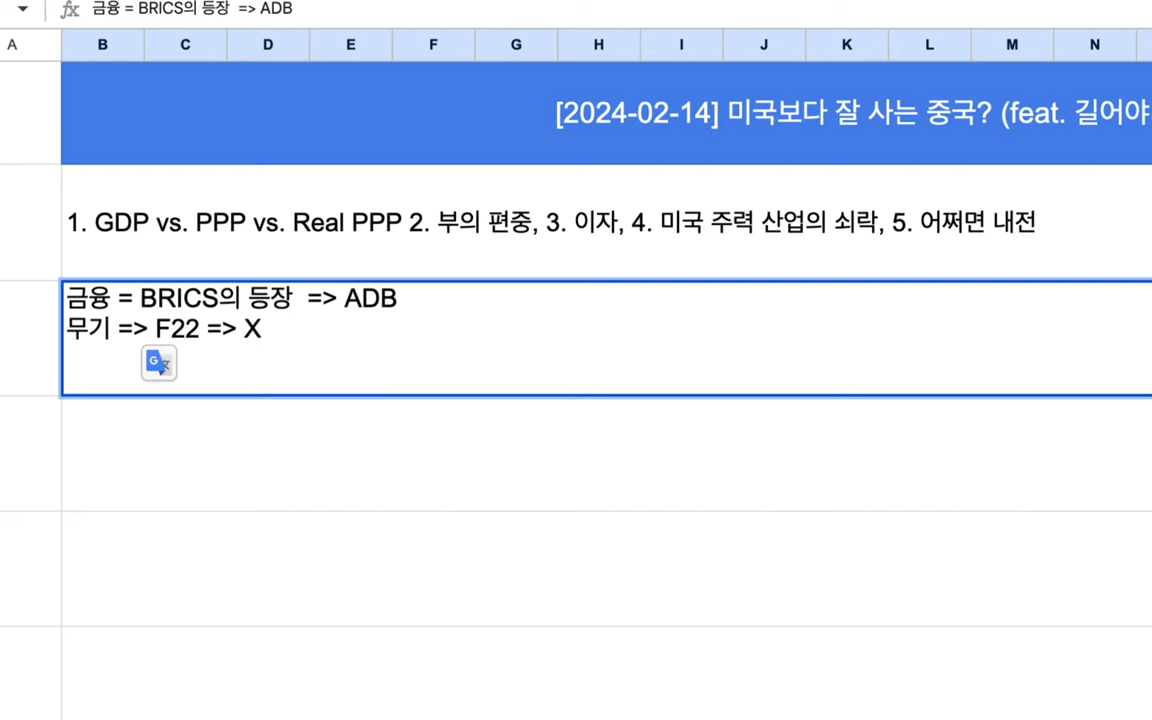 fx 금융 = BRICS의 등장 => ADB
A B C D E F G H I J K L M N
[2024-02-14] 미국보다 잘 사는 중국? (feat. 길어야
1. GDP vs. PPP vs. Real PPP 2. 부의 편중, 3. 이자, 4. 미국 주력 산업의 쇠락, 5. 어쩌면 내전
금융 = BRICS의 등장 => ADB
무기 => F22 => X
G 文